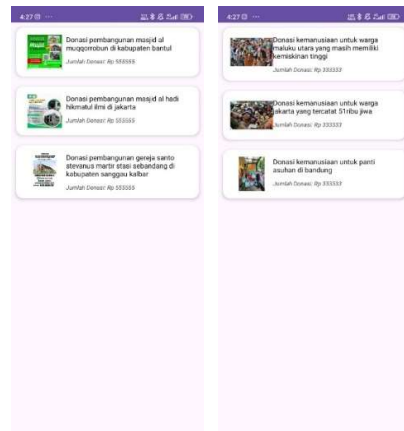 4:27
Donasi pembangunan masjid al
muqqorrobun di kabupaten bantul
Jumlah Donasi: Rp 555555
Donasi pembangunan masjid al hadi
hikmatul ilmi di jakarta
Jumlah Donasi: Rp 555555
Donasi pembangunan gereja santo
stevanus martir stasi sebandang di
kabupaten sanggau kalbar
Jumlah Donasi: Rp 555555
4:27
Donasi kemanusiaan untuk warga
maluku utara yang masih memiliki
kemiskinan tinggi
Jumlah Donasi: Rp 333333
Donasi kemanusiaan untuk warga
jakarta yang tercatat 51ribu jiwa
Jumlah Donasi: Rp 333333
Donasi kemanusiaan untuk panti
asuhan di bandung
Jumlah Donasi: Rp 333333